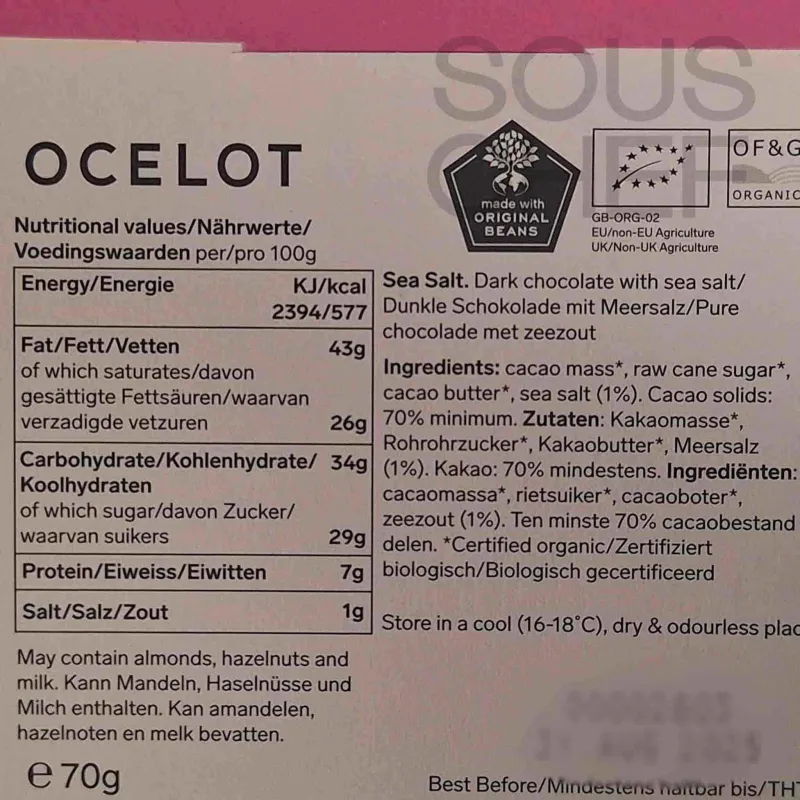 SOUS
CHEF
OCELOT
made with
ORIGINAL
BEANS
OF&G
ORGANIC
GB-ORG-02
EU/non-EU Agriculture
UK/Non-UK Agriculture
Nutritional values/Nährwerte/
Voedingswaarden per/pro 100g
Energy/Energie KJ/kcal
2394/577
Fat/Fett/Vetten 43g
of which saturates/davon
gesättigte Fettsäuren/waarvan
verzadigde vetzuren 26g
Carbohydrate/Kohlenhydrate/ 34g
Koolhydraten
of which sugar/davon Zucker/
waarvan suikers 29g
Protein/Eiweiss/Eiwitten 7g
Salt/Salz/Zout 1g
May contain almonds, hazelnuts and
milk. Kann Mandeln, Haselnüsse und
Milch enthalten. Kan amandelen,
hazelnoten en melk bevatten.
e 70g
Sea Salt. Dark chocolate with sea salt/
Dunkle Schokolade mit Meersalz/Pure
chocolade met zeezout
Ingredients: cacao mass*, raw cane sugar*,
cacao butter*, sea salt (1%). Cacao solids:
70% minimum. Zutaten: Kakaomasse*,
Rohrohrzucker*, Kakaobutter*, Meersalz
(1%). Kakao: 70% mindestens. Ingrediënten:
cacaomassa*, rietsuiker*, cacaoboter*,
zeezout (1%). Ten minste 70% cacaobestand
delen. *Certified organic/Zertifiziert
biologisch/Biologisch gecertificeerd
Store in a cool (16-18°C), dry & odourless plac
Best Before/Mindestens haltbar bis/THT